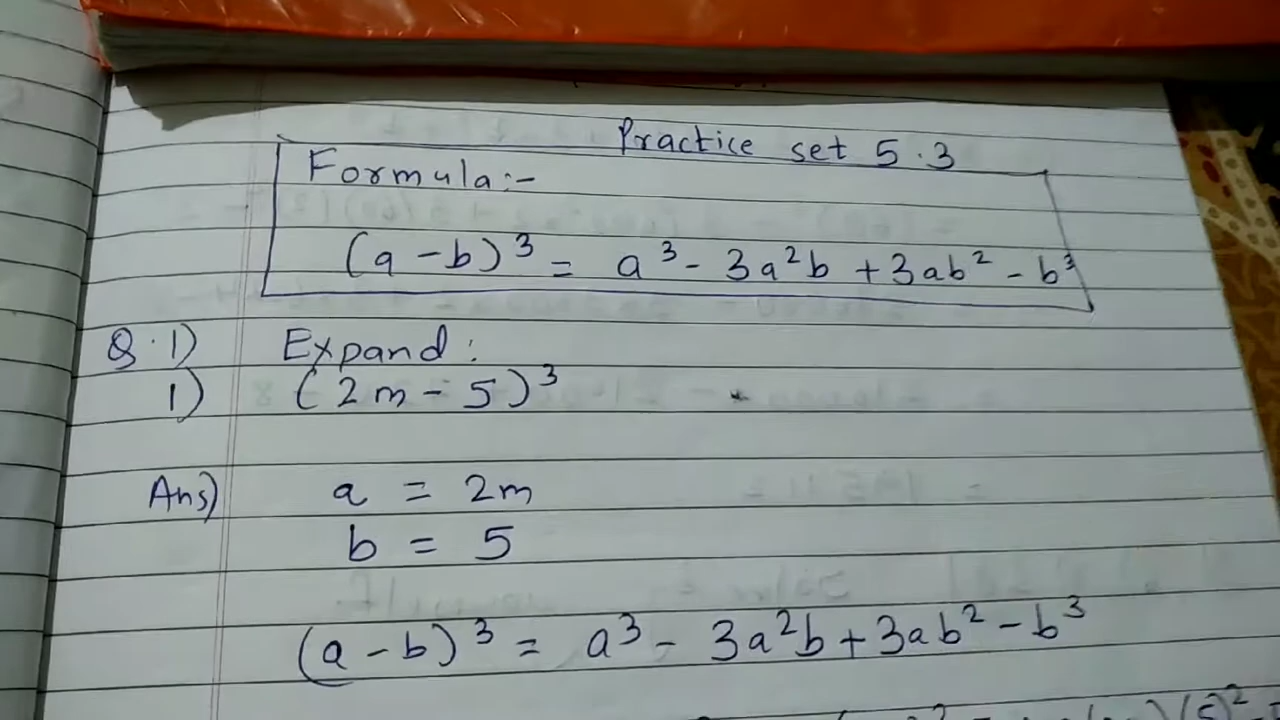 Practice set 5.3
Formula:-
(a-b)³ = a³ - 3a²b + 3ab² - b³
Q.1) Expand:
1) (2m - 5)³
Ans) a = 2m
b = 5
(a-b)³ = a³ - 3a²b + 3ab² - b³